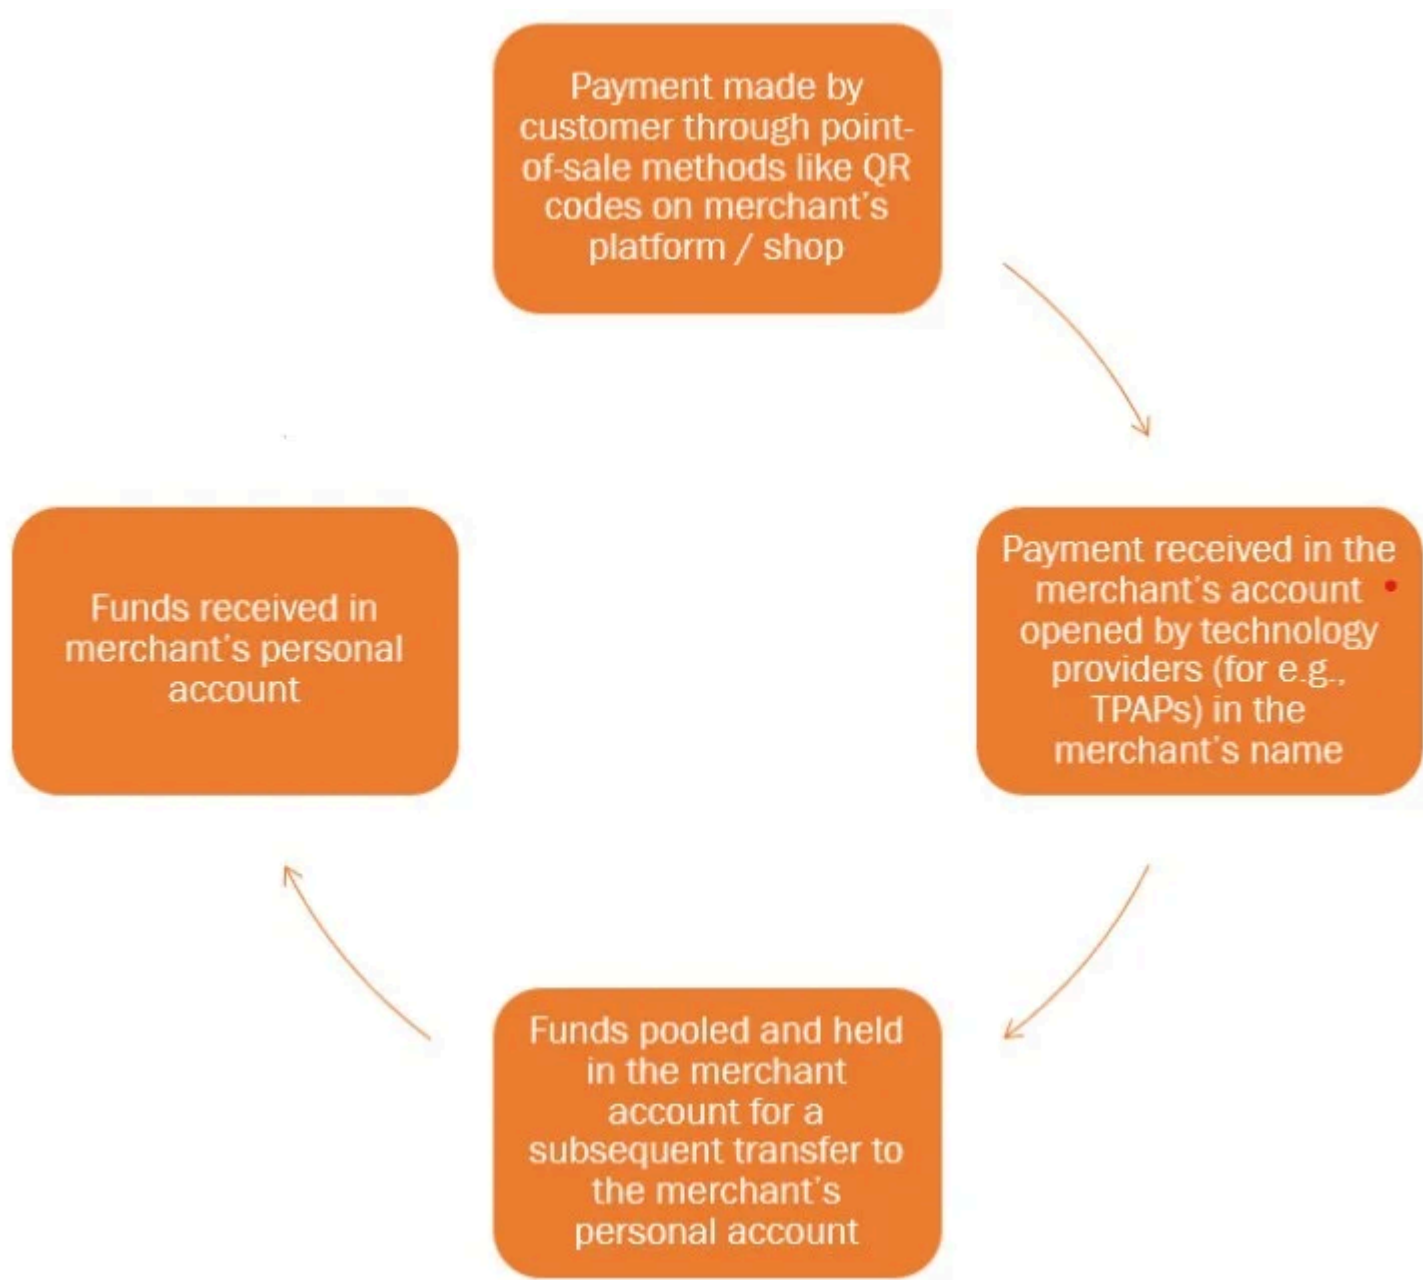 Payment made by
customer through point-
of-sale methods like QR
codes on merchant's
platform / shop
Payment received in the
merchant's account
opened by technology
providers (for e.g.,
TPAPs) in the
merchant's name
Funds pooled and held
in the merchant
account for a
subsequent transfer to
the merchant's
personal account
Funds received in
merchant's personal
account